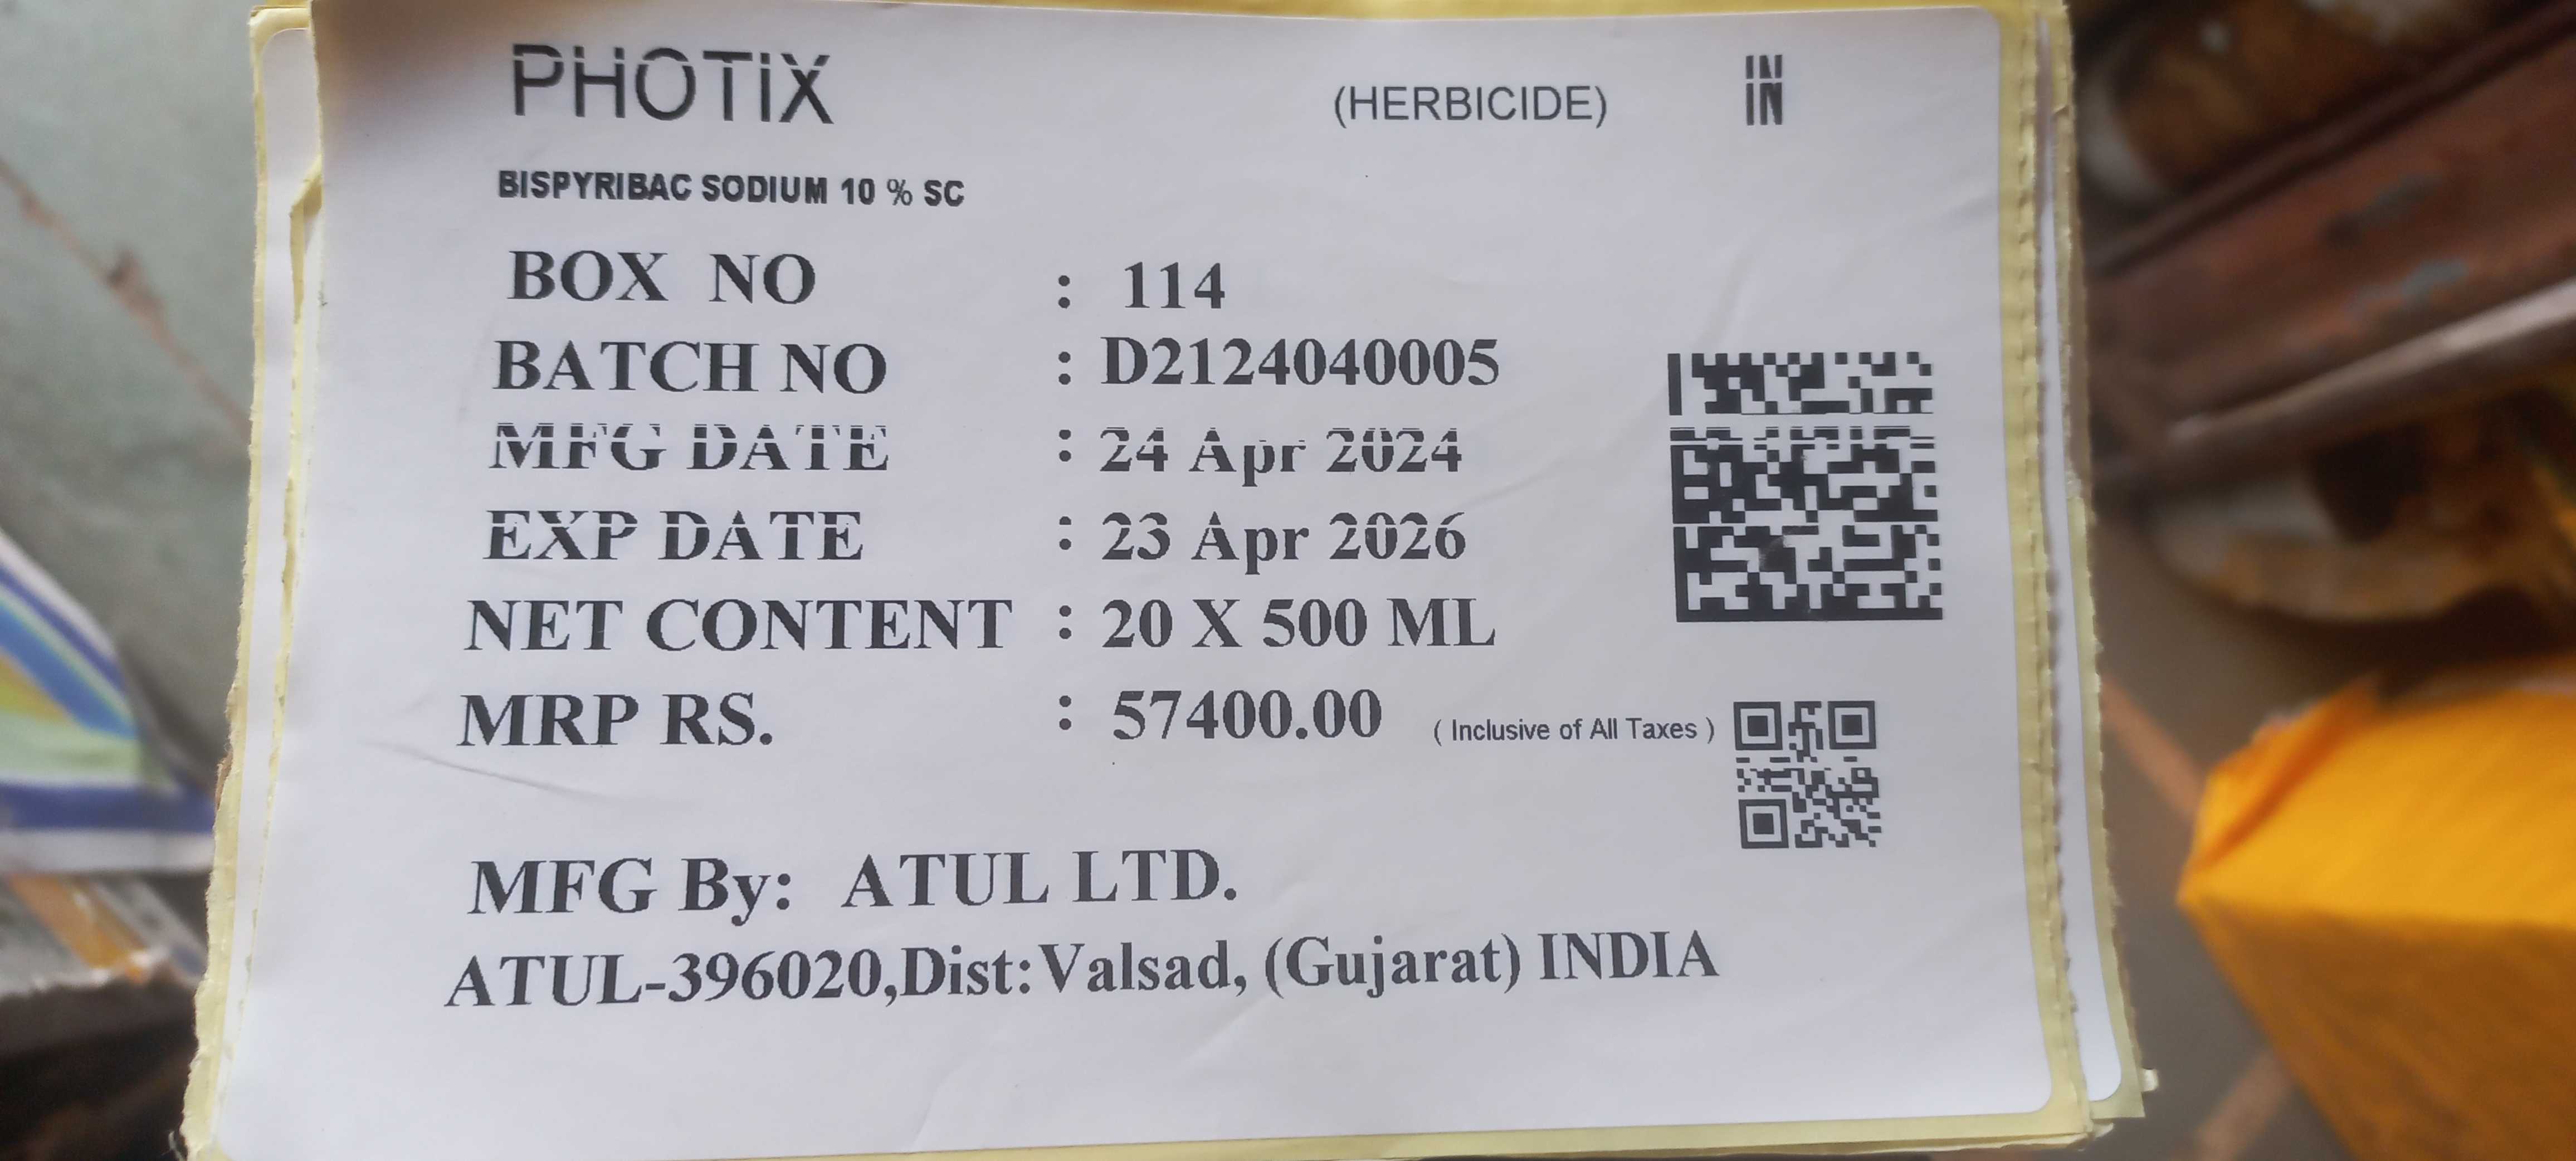 PHOTIX (HERBICIDE) IN
BISPYRIBAC SODIUM 10 % SC
BOX NO : 114
BATCH NO : D2124040005
MFG DATE : 24 Apr 2024
EXP DATE : 23 Apr 2026
NET CONTENT : 20 X 500 ML
MRP RS. : 57400.00 ( Inclusive of All Taxes )
MFG By: ATUL LTD.
ATUL-396020,Dist:Valsad, (Gujarat) INDIA